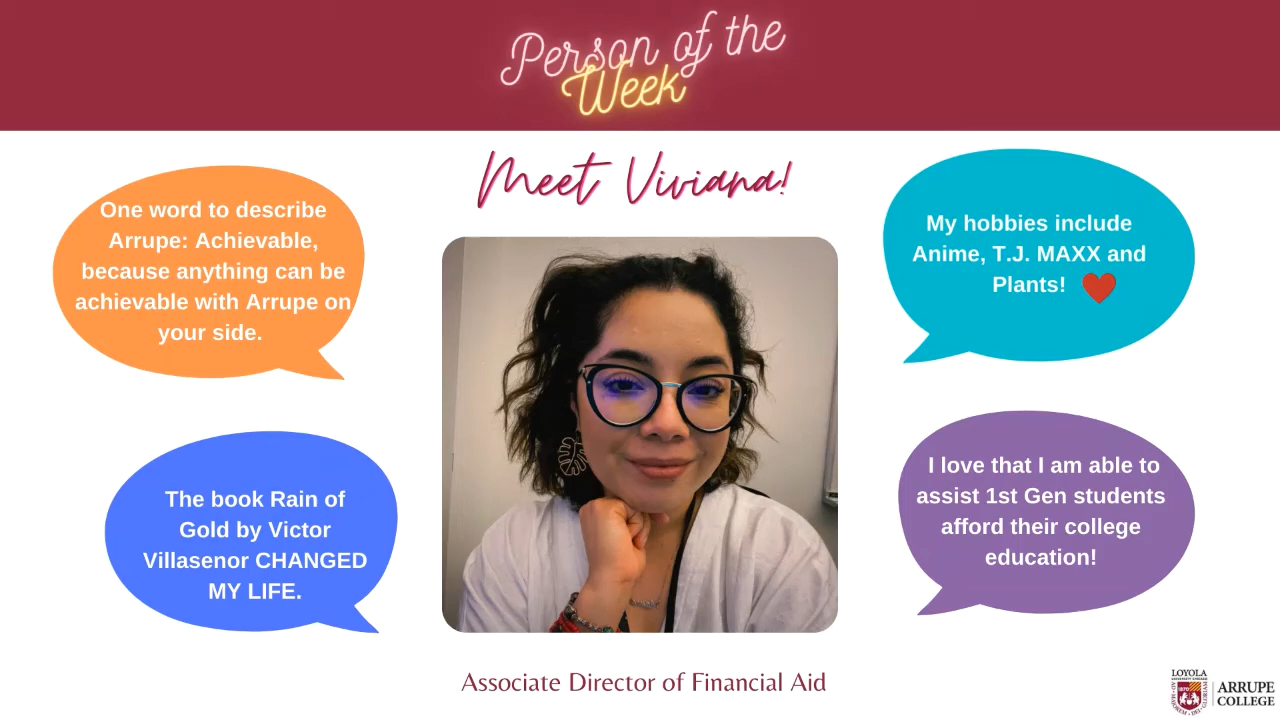 Person of the
Week
Meet Viviana!
One word to describe
Arrupe: Achievable,
because anything can be
achievable with Arrupe on
your side.
My hobbies include
Anime, T.J. MAXX and
Plants!
The book Rain of
Gold by Victor
Villasenor CHANGED
MY LIFE.
I love that I am able to
assist 1st Gen students
afford their college
education!
Associate Director of Financial Aid
LOYOLA
UNIVERSITY CHICAGO
1870
ARRUPE
COLLEGE